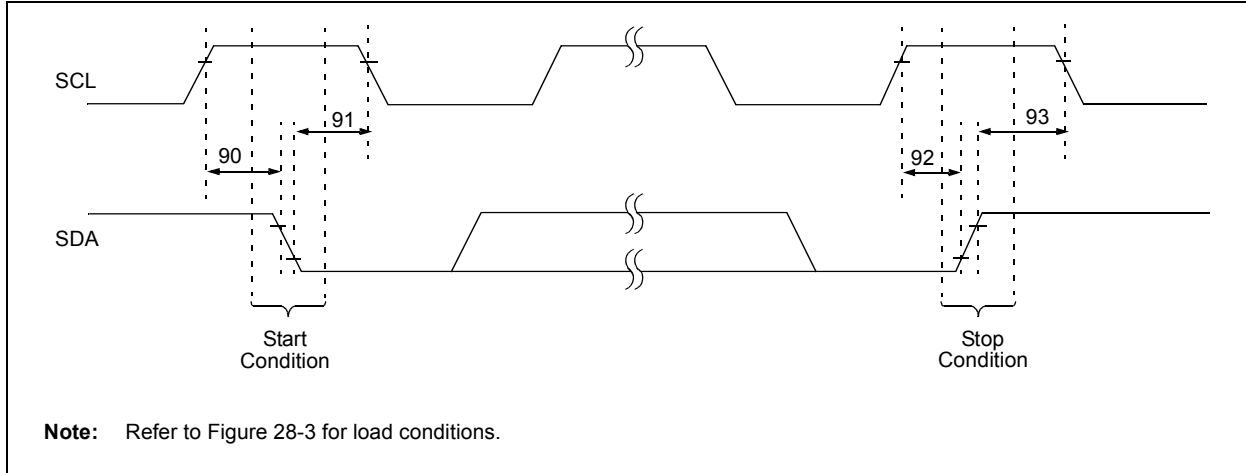 SCL
91
93
90
92
SDA
Start
Condition
Stop
Condition
Note: Refer to Figure 28-3 for load conditions.